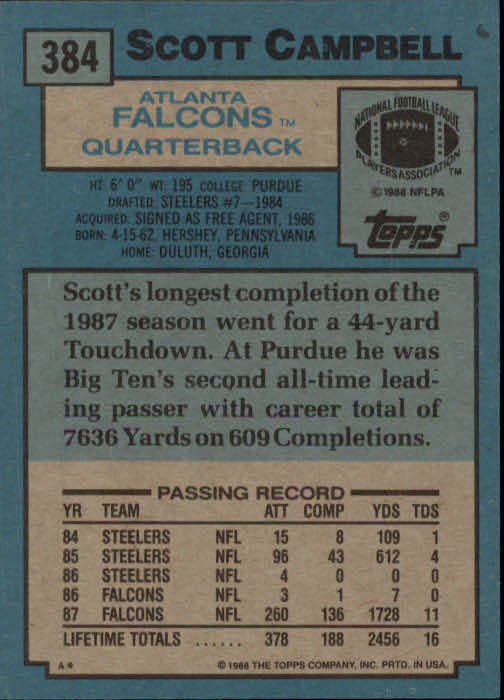 384
SCOTT CAMPBELL
ATLANTA
FALCONS TM
QUARTERBACK
NATIONAL FOOTBALL LEAGUE
PLAYERS ASSOCIATION TM
©1988 NFLPA
topps®
HT: 6' 0" WT: 195 COLLEGE: PURDUE
DRAFTED: STEELERS #7—1984
ACQUIRED: SIGNED AS FREE AGENT, 1986
BORN: 4-15-62, HERSHEY, PENNSYLVANIA
HOME: DULUTH, GEORGIA
Scott's longest completion of the
1987 season went for a 44-yard
Touchdown. At Purdue he was
Big Ten's second all-time lead-
ing passer with career total of
7636 Yards on 609 Completions.
PASSING RECORD
YR TEAM ATT COMP YDS TDS
84 STEELERS NFL 15 8 109 1
85 STEELERS NFL 96 43 612 4
86 STEELERS NFL 4 0 0 0
86 FALCONS NFL 3 1 7 0
87 FALCONS NFL 260 136 1728 11
LIFETIME TOTALS ...... 378 188 2456 16
A* ©1988 THE TOPPS COMPANY, INC. PRTD. IN USA.